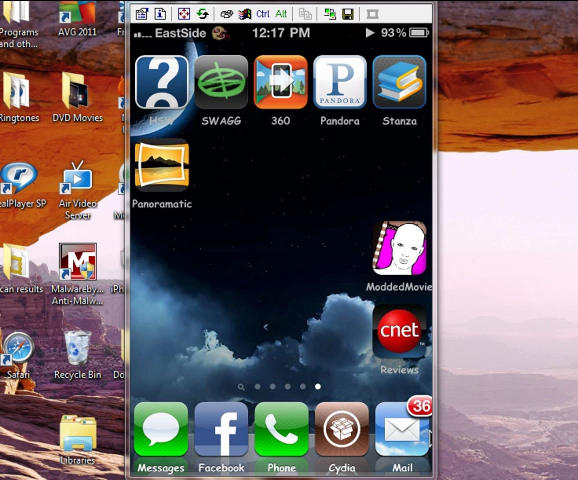 Programs
and oth...
AVG 2011
Ringtones
DVD Movies
ealPlayer SP
Air Video
Server
can results
Malwareby...
Anti-Malw...
Safari
Recycle Bin
Libraries
Ctrl Alt
EastSide
12:17 PM
93%
SWAGG
360
P
PANDORA
Pandora
Stanza
Panoramatic
ModdedMovie
cnet
Reviews
36
Messages
Facebook
Phone
Cydia
Mail